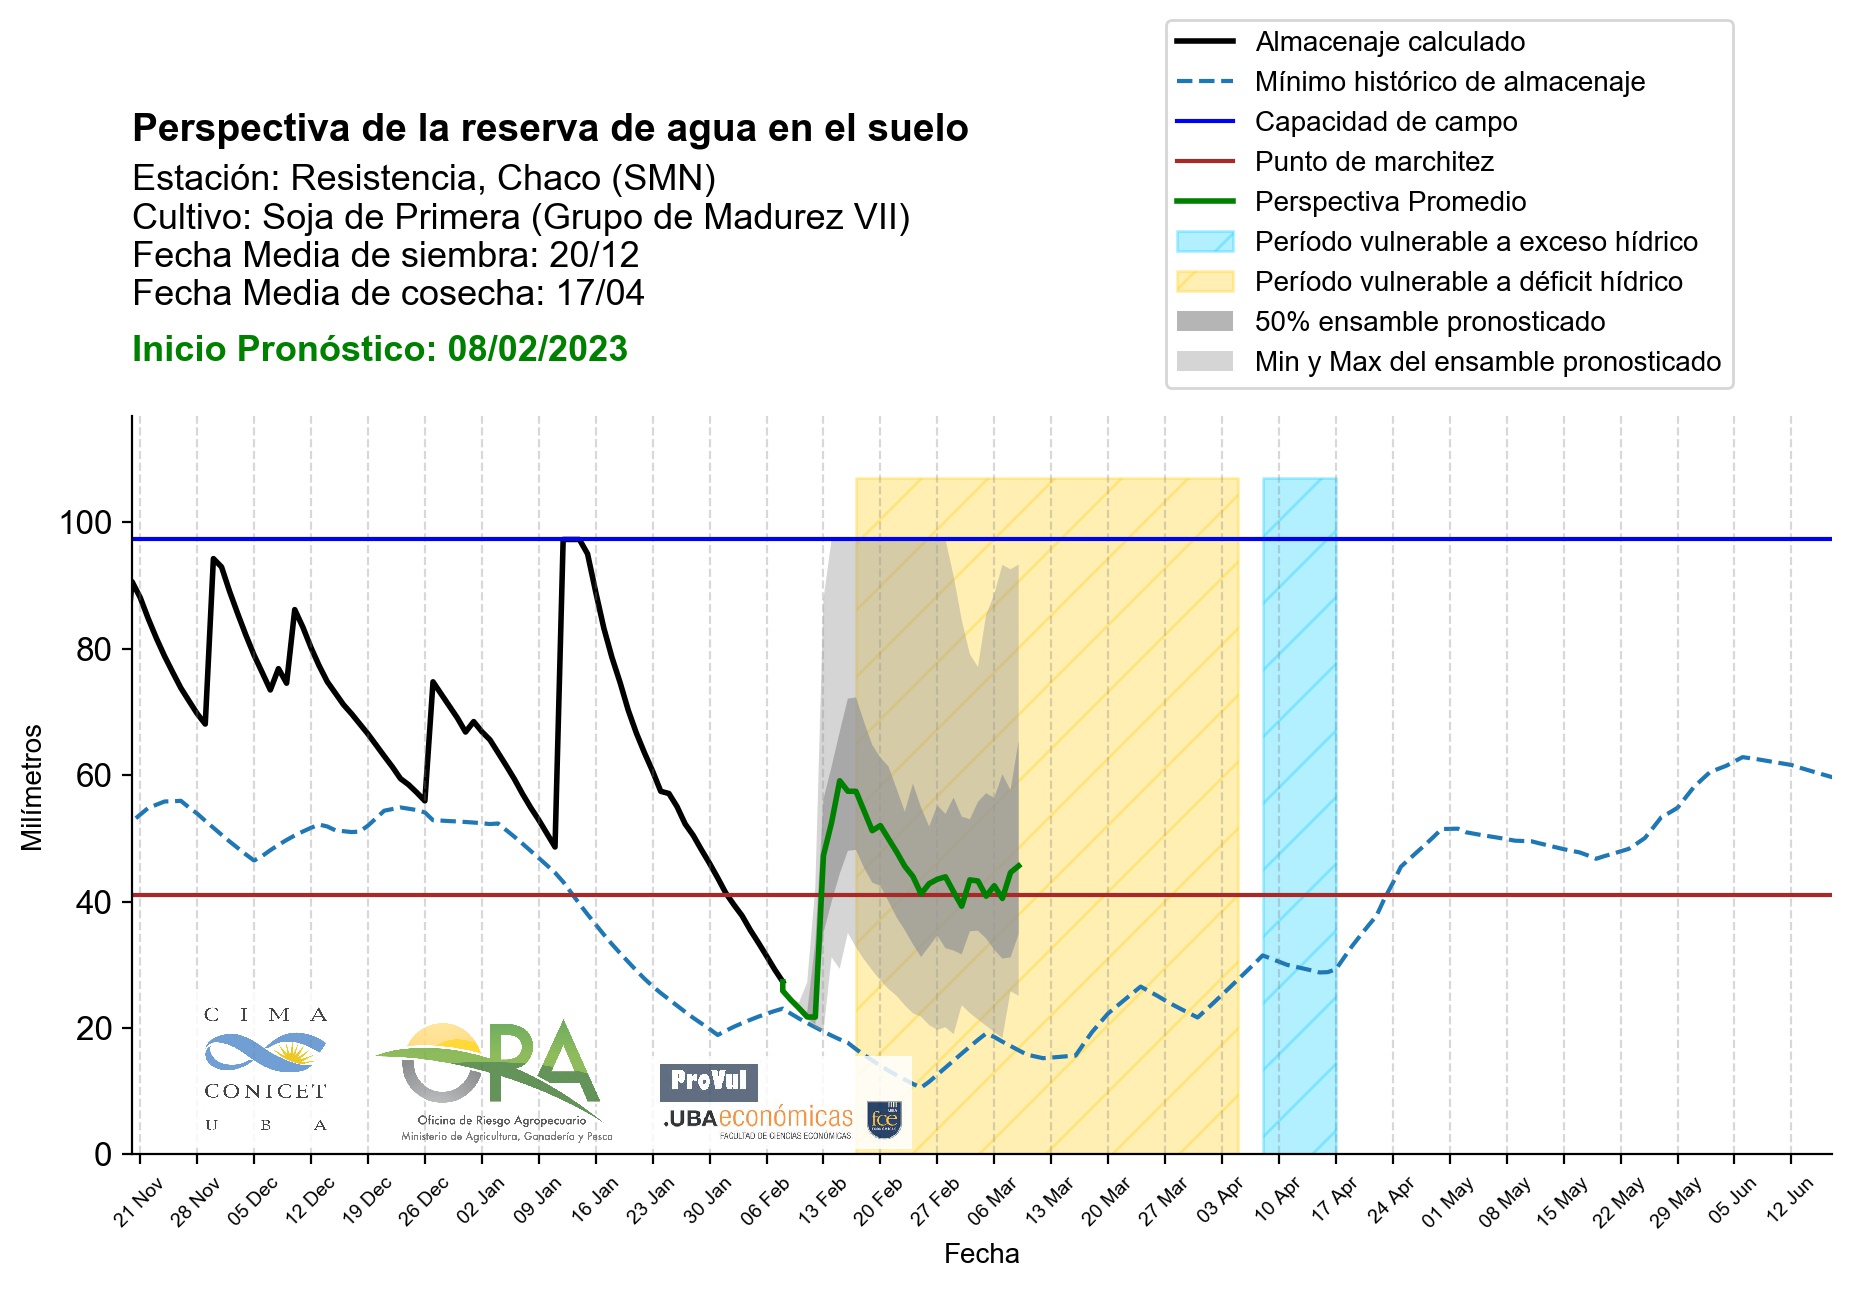 Almacenaje calculado
Mínimo histórico de almacenaje
Capacidad de campo
Punto de marchitez
Perspectiva Promedio
Período vulnerable a exceso hídrico
Período vulnerable a déficit hídrico
50% ensamble pronosticado
Min y Max del ensamble pronosticado
Perspectiva de la reserva de agua en el suelo
Estación: Resistencia, Chaco (SMN)
Cultivo: Soja de Primera (Grupo de Madurez VII)
Fecha Media de siembra: 20/12
Fecha Media de cosecha: 17/04
Inicio Pronóstico: 08/02/2023
100
80
60
40
20
0
Milímetros
CIMA
CONICET
UBA
ORA
Oficina de Riesgo Agropecuario
Ministerio de Agricultura, Ganadería y Pesca
ProVul
.UBAeconómicas
FACULTAD DE CIENCIAS ECONÓMICAS
UBA
fce
21 Nov
28 Nov
05 Dec
12 Dec
19 Dec
26 Dec
02 Jan
09 Jan
16 Jan
23 Jan
30 Jan
06 Feb
13 Feb
20 Feb
27 Feb
06 Mar
13 Mar
20 Mar
27 Mar
03 Apr
10 Apr
17 Apr
24 Apr
01 May
08 May
15 May
22 May
29 May
05 Jun
12 Jun
Fecha